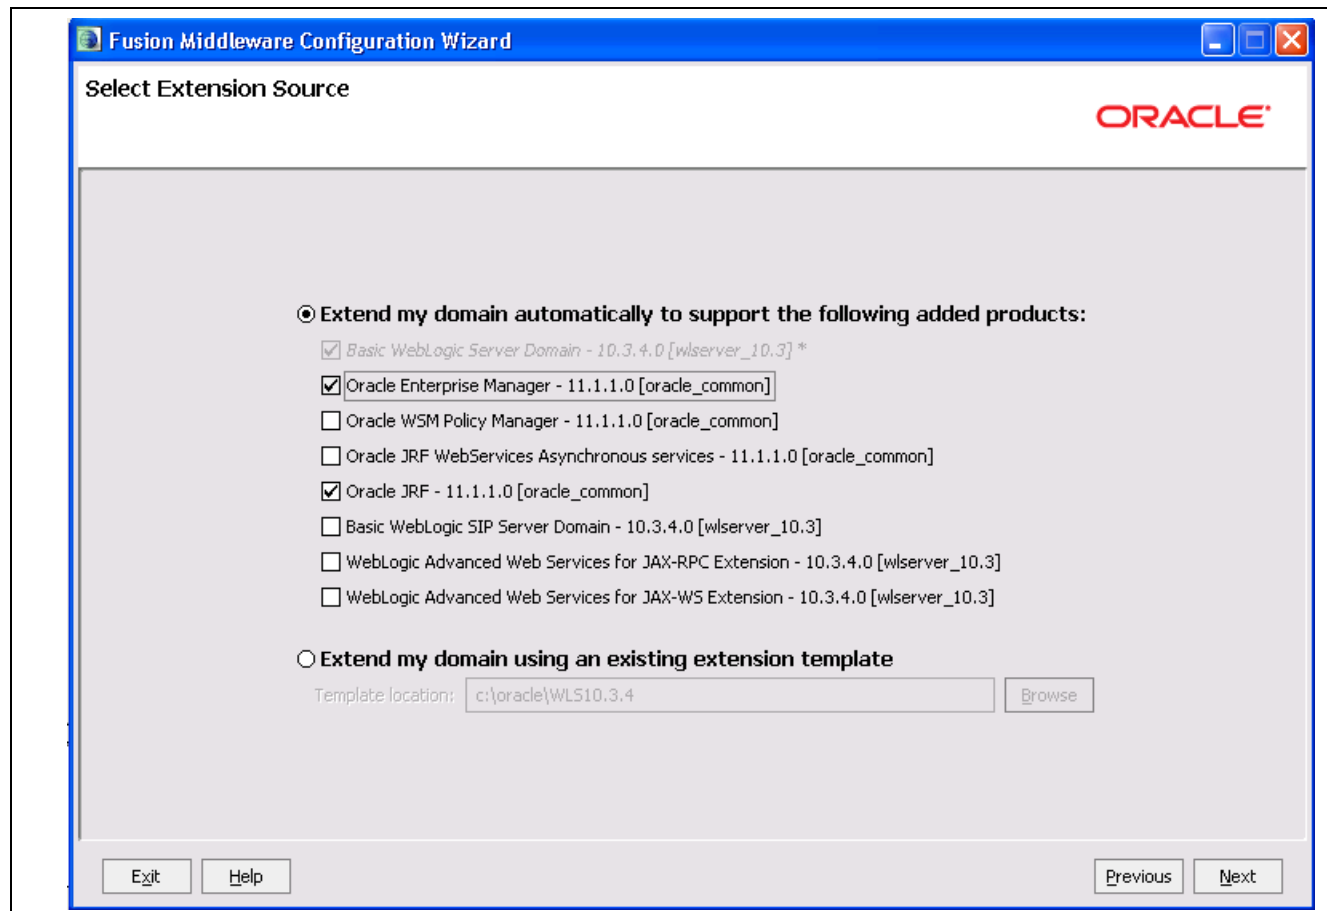 Fusion Middleware Configuration Wizard
Select Extension Source
ORACLE
Extend my domain automatically to support the following added products:
Basic WebLogic Server Domain - 10.3.4.0 [wlserver_10.3] *
Oracle Enterprise Manager - 11.1.1.0 [oracle_common]
Oracle WSM Policy Manager - 11.1.1.0 [oracle_common]
Oracle JRF WebServices Asynchronous services - 11.1.1.0 [oracle_common]
Oracle JRF - 11.1.1.0 [oracle_common]
Basic WebLogic SIP Server Domain - 10.3.4.0 [wlserver_10.3]
WebLogic Advanced Web Services for JAX-RPC Extension - 10.3.4.0 [wlserver_10.3]
WebLogic Advanced Web Services for JAX-WS Extension - 10.3.4.0 [wlserver_10.3]
Extend my domain using an existing extension template
Template location: c:\oracle\WLS10.3.4 Browse
Exit Help Previous Next